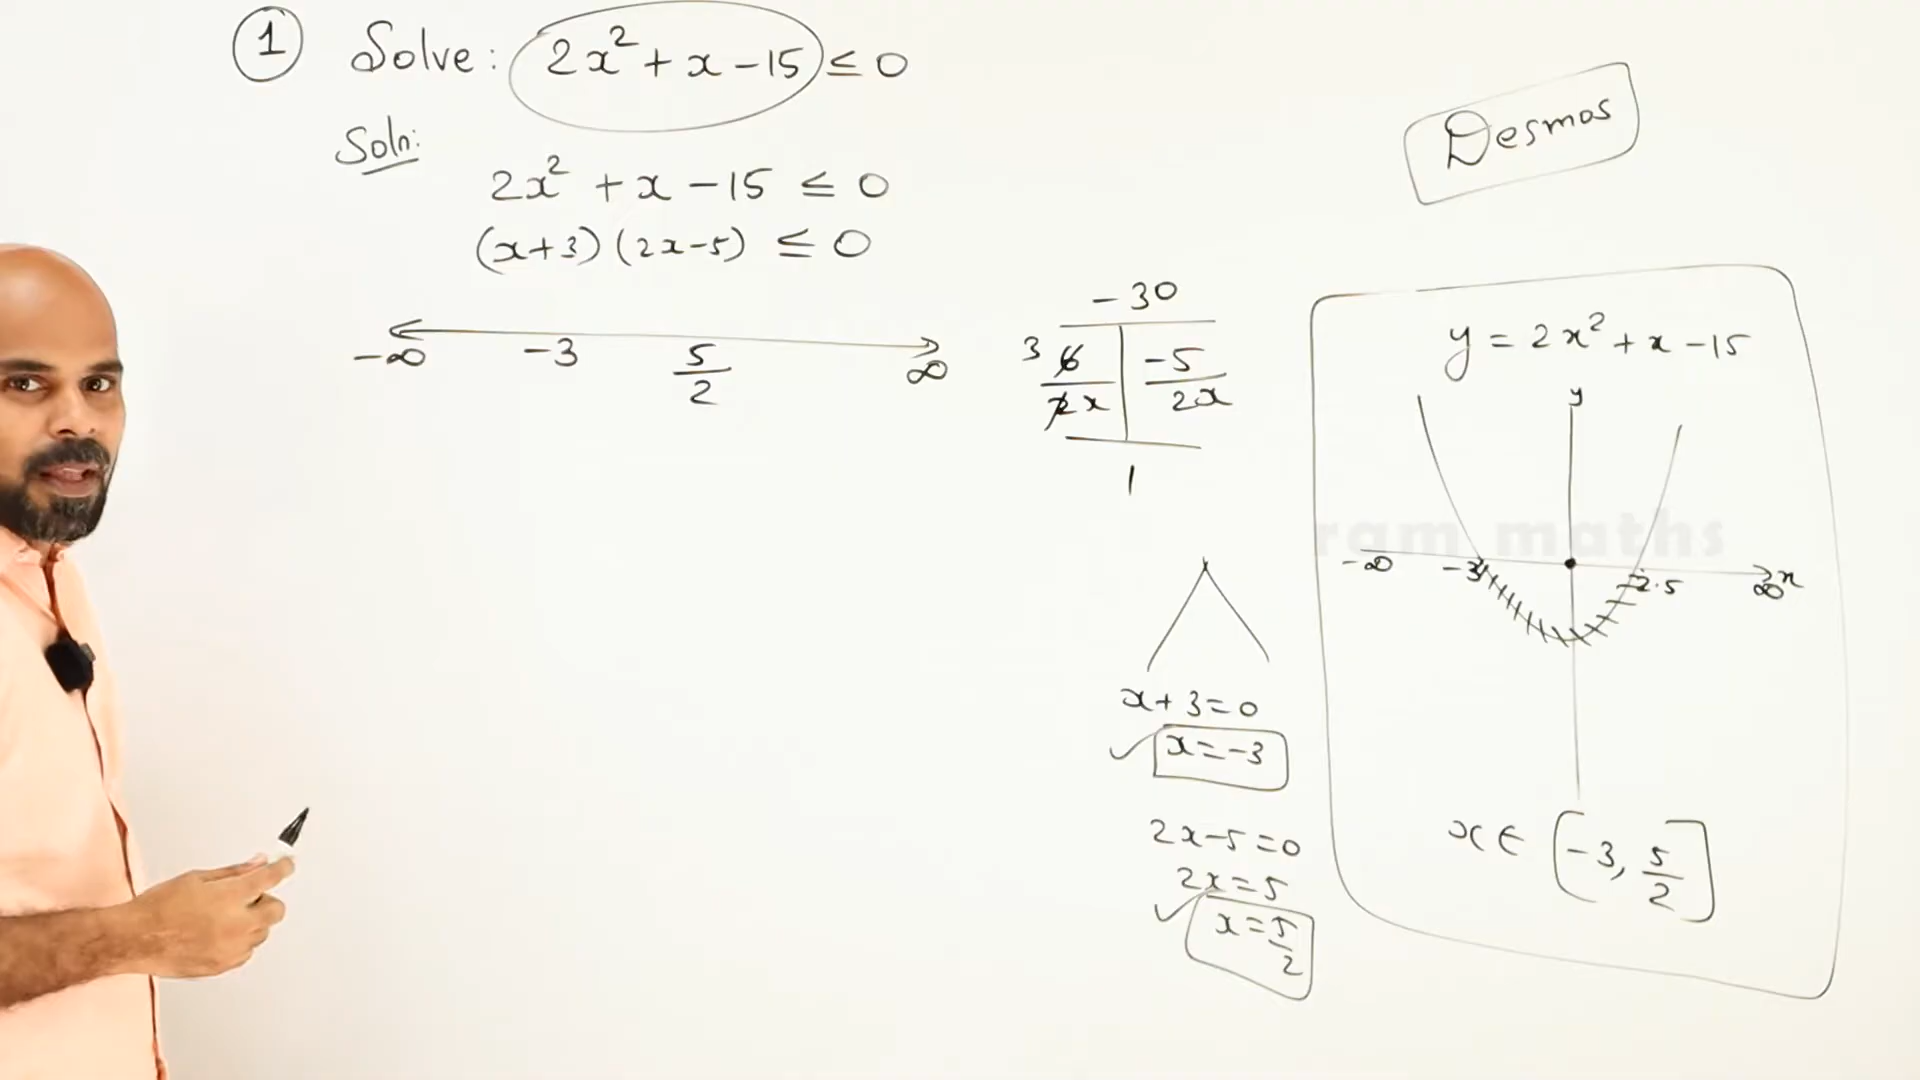 1 Solve: 2x² + x - 15 ≤ 0
Soln:
2x² + x - 15 ≤ 0
(x+3)(2x-5) ≤ 0
-∞ -3 5/2 ∞
-30
3 6 -5
2x 2x
1
x+3=0
x=-3
2x-5=0
2x=5
x=5/2
Desmos
y = 2x² + x - 15
y
-∞ -3 2.5 ∞ x
x ∈ [-3, 5/2]
ram maths